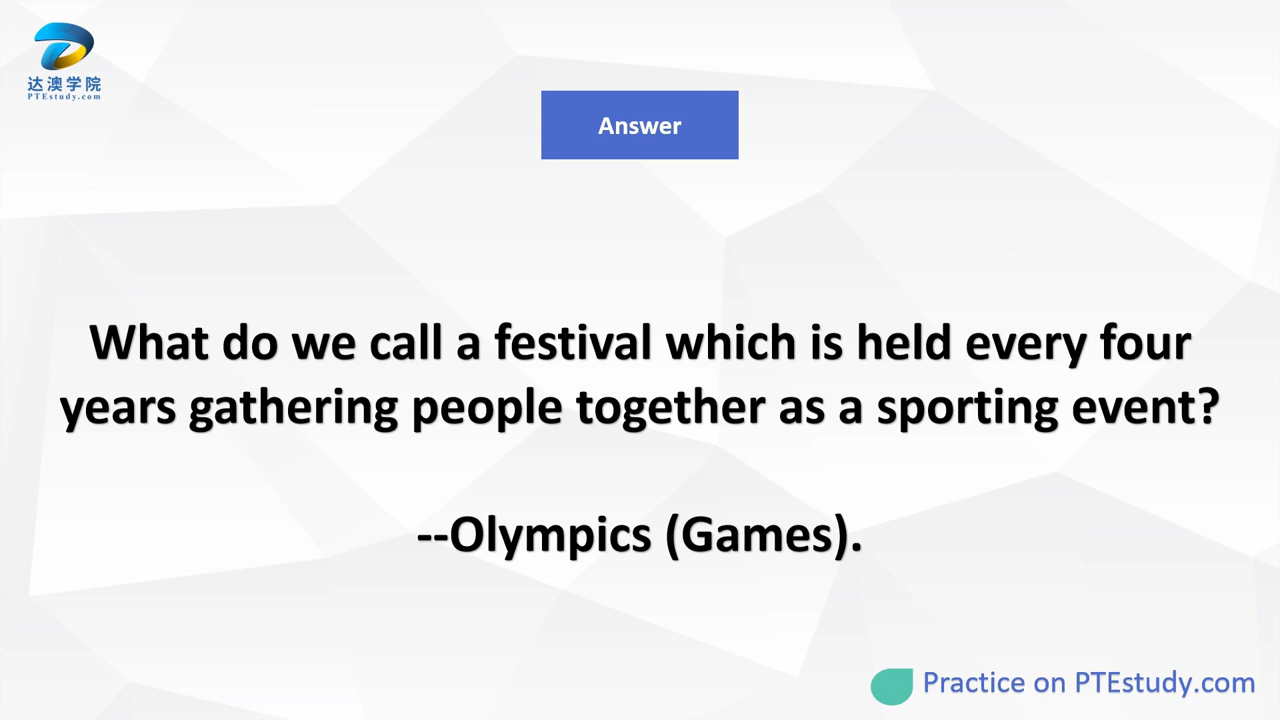 达澳学院
PTEstudy.com
Answer
What do we call a festival which is held every four
years gathering people together as a sporting event?
--Olympics (Games).
Practice on PTEstudy.com